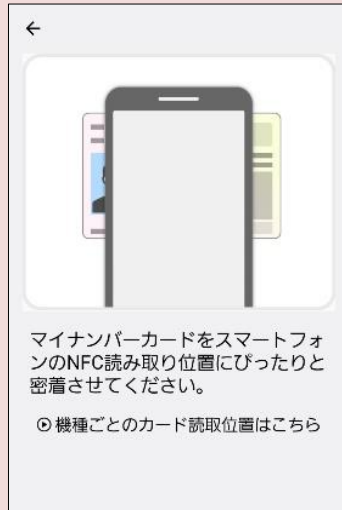 マイナンバーカードをスマートフォ
ンのNFC読み取り位置にぴったりと
密着させてください。
機種ごとのカード読取位置はこちら